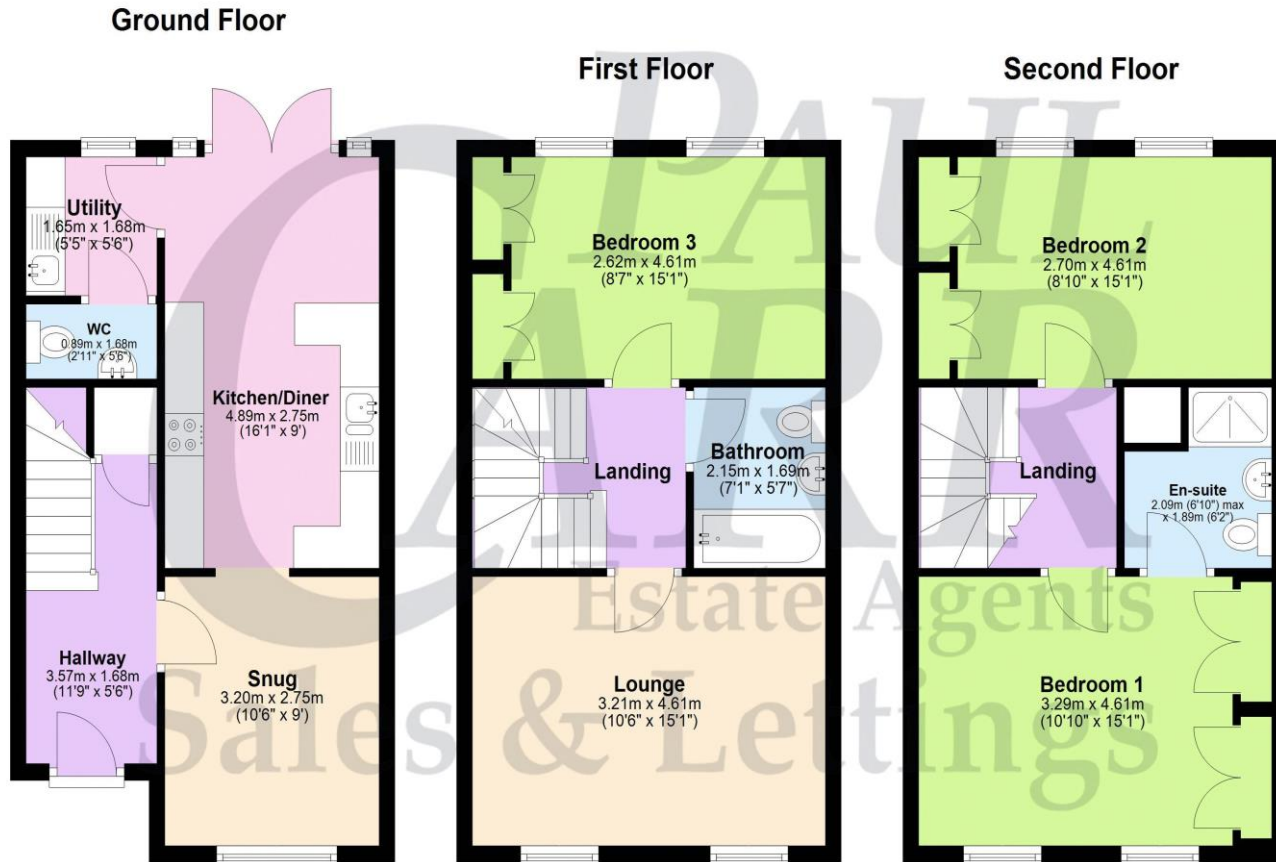 Ground Floor
Utility
1.65m x 1.68m
(5'5" x 5'6")
WC
0.89m x 1.68m
(2'11" x 5'6")
Kitchen/Diner
4.89m x 2.75m
(16'1" x 9')
Hallway
3.57m x 1.68m
(11'9" x 5'6")
Snug
3.20m x 2.75m
(10'6" x 9')
First Floor
Bedroom 3
2.62m x 4.61m
(8'7" x 15'1")
Landing
Bathroom
2.15m x 1.69m
(7'1" x 5'7")
Lounge
3.21m x 4.61m
(10'6" x 15'1")
Second Floor
Bedroom 2
2.70m x 4.61m
(8'10" x 15'1")
Landing
En-suite
2.09m (6'10") max
x 1.89m (6'2")
Bedroom 1
3.29m x 4.61m
(10'10" x 15'1")
PAUL
CARR
Estate Agents
Sales & Lettings